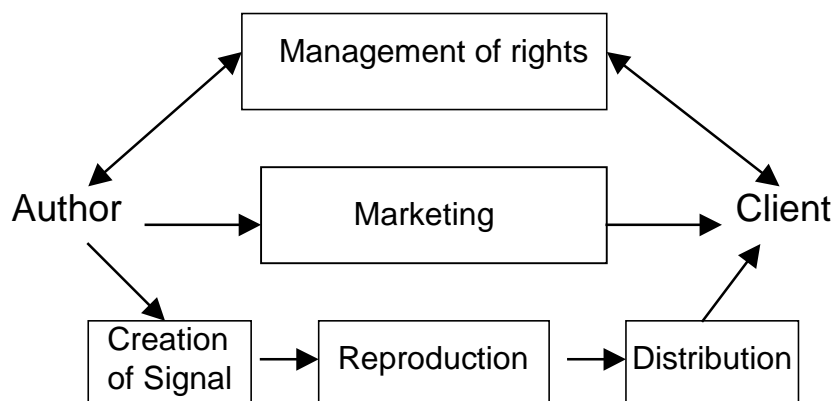 Management of rights
Author
Marketing
Client
Creation
of Signal
Reproduction
Distribution